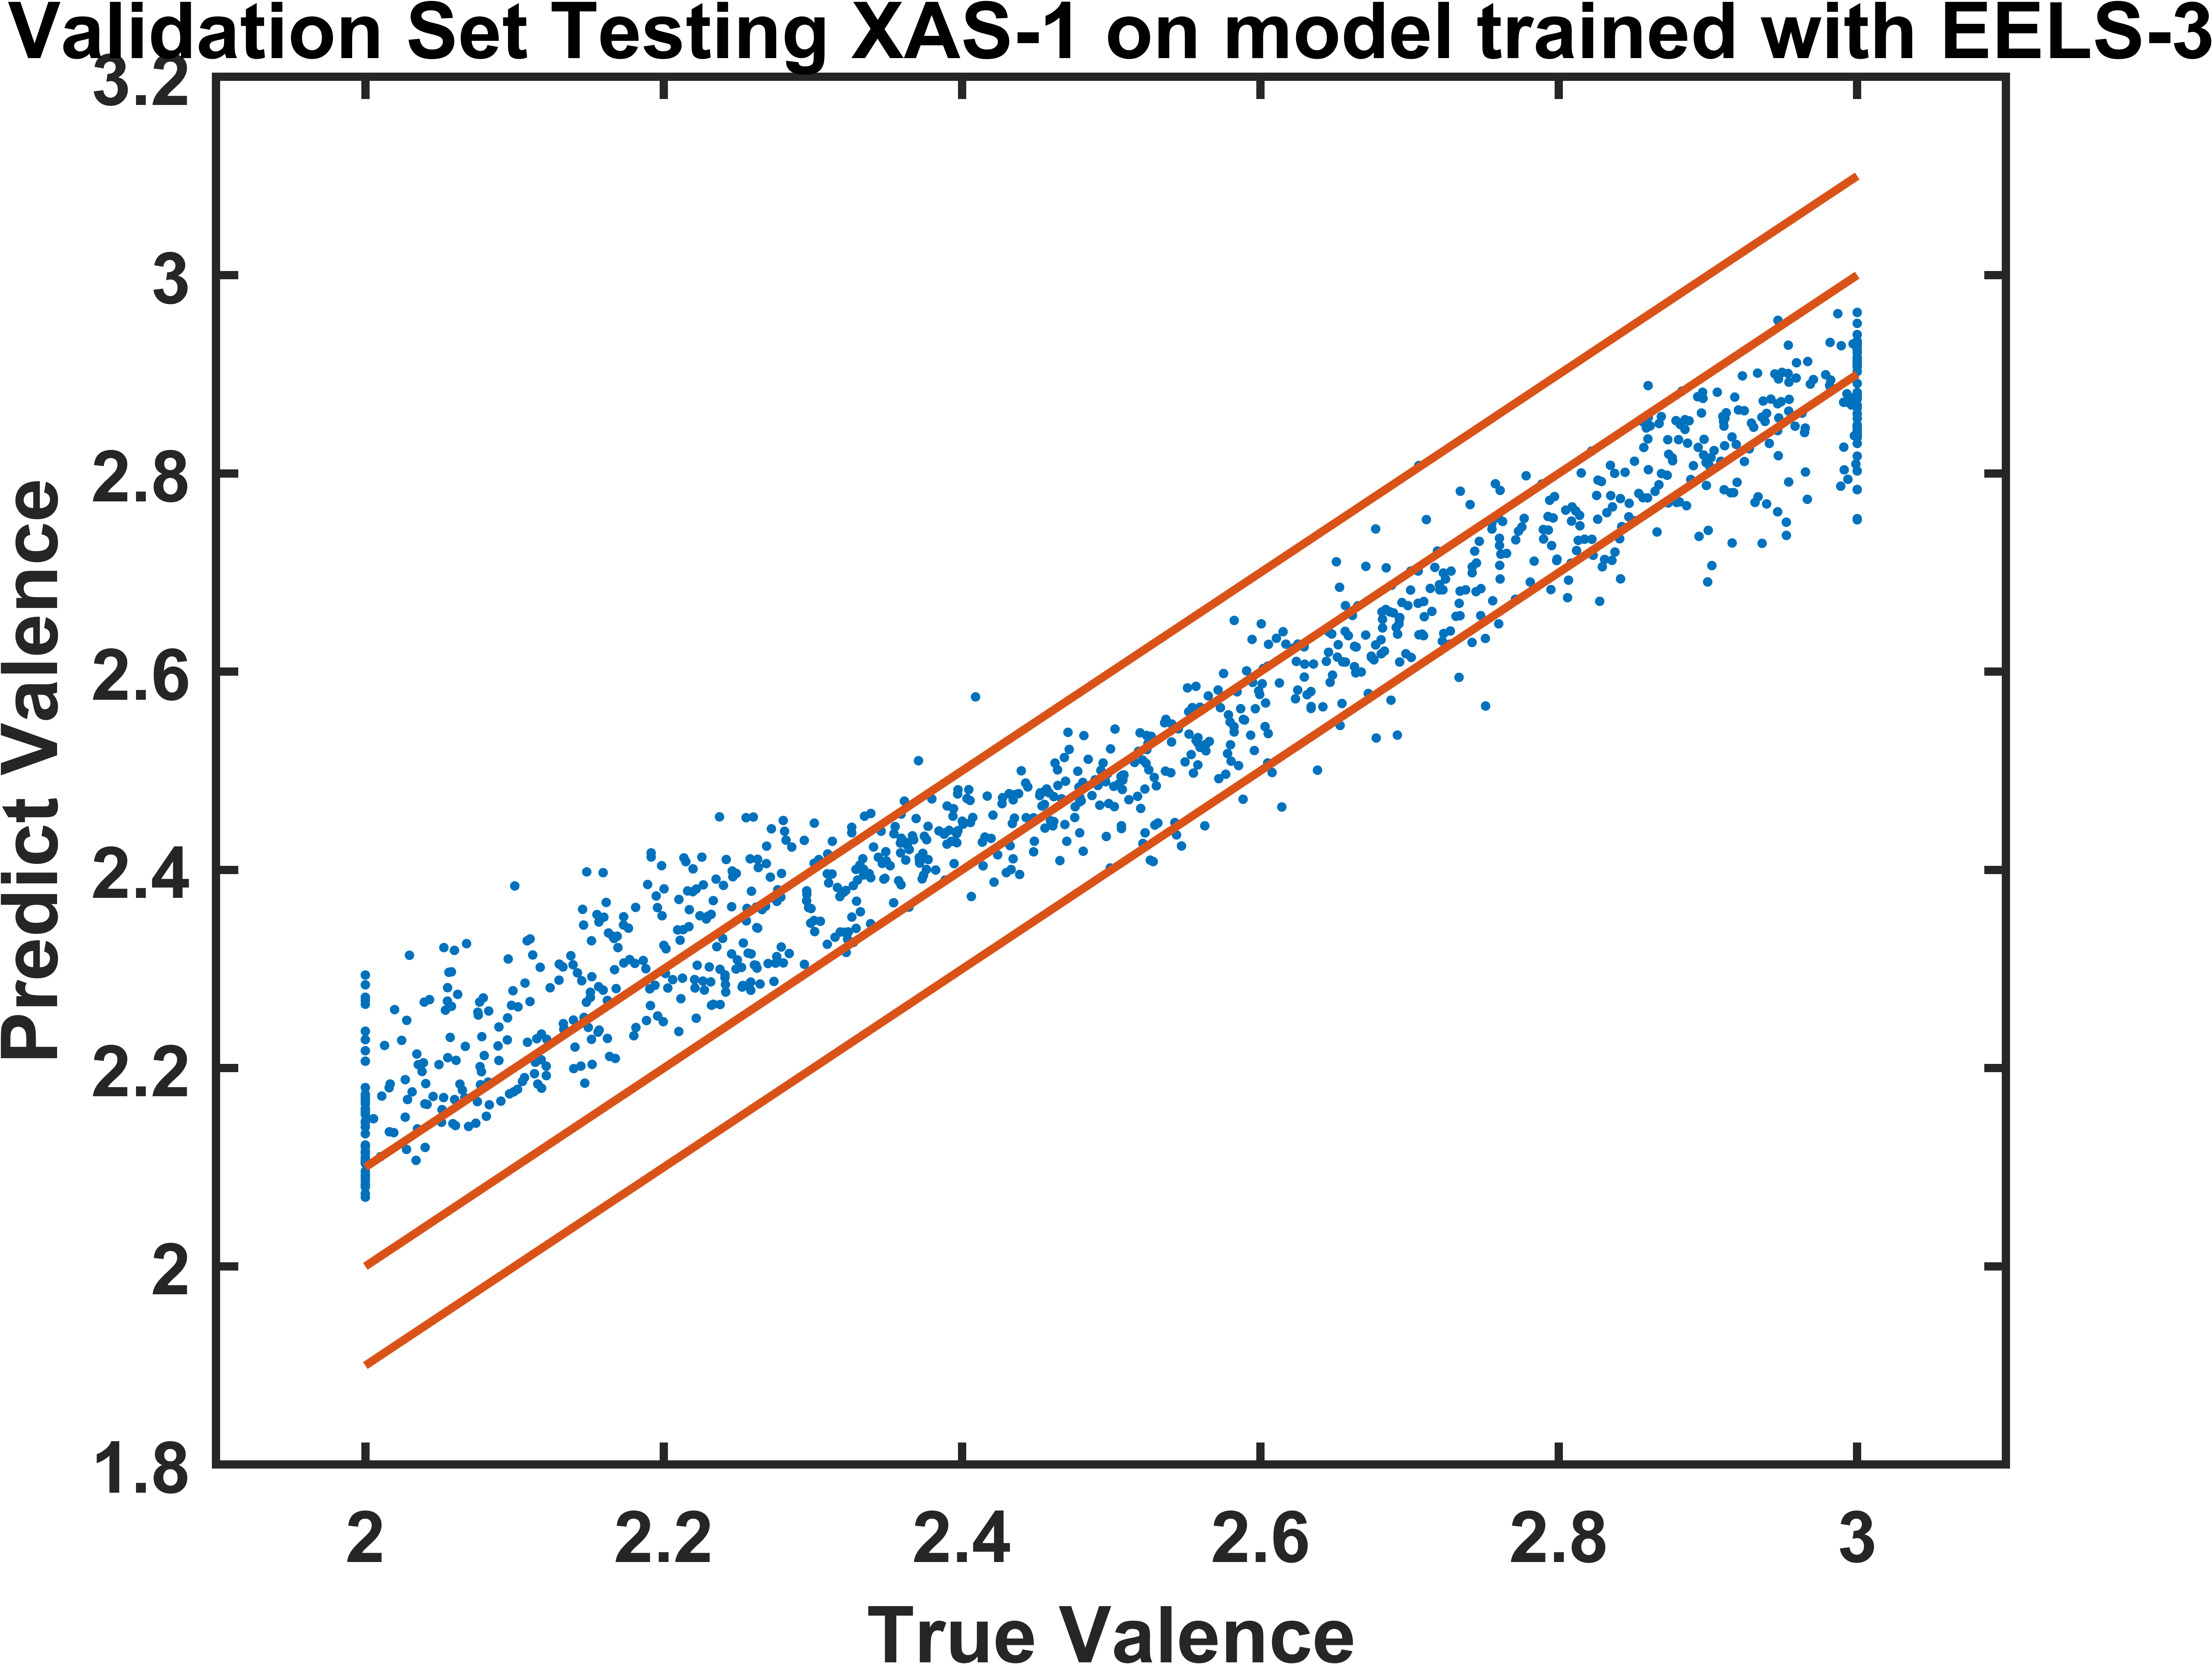 Validation Set Testing XAS-1 on model trained with EELS-3
3.2
3
2.8
2.6
2.4
2.2
2
1.8
Predict Valence
2 2.2 2.4 2.6 2.8 3
True Valence